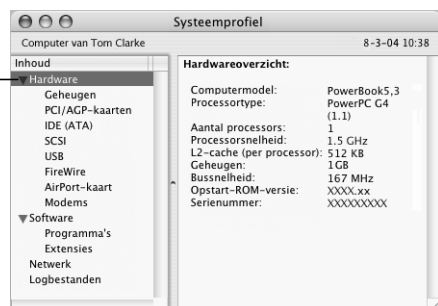 Systeemprofiel
Computer van Tom Clarke 8-3-04 10:38
Inhoud
Hardware
Geheugen
PCI/AGP-kaarten
IDE (ATA)
SCSI
USB
FireWire
AirPort-kaart
Modems
Software
Programma's
Extensies
Netwerk
Logbestanden
Hardwareoverzicht:
Computermodel: PowerBook5,3
Processortype: PowerPC G4
(1.1)
Aantal processors: 1
Processorsnelheid: 1.5 GHz
L2-cache (per processor): 512 KB
Geheugen: 1GB
Bussnelheid: 167 MHz
Opstart-ROM-versie: XXXX.xx
Serienummer: XXXXXXXXX